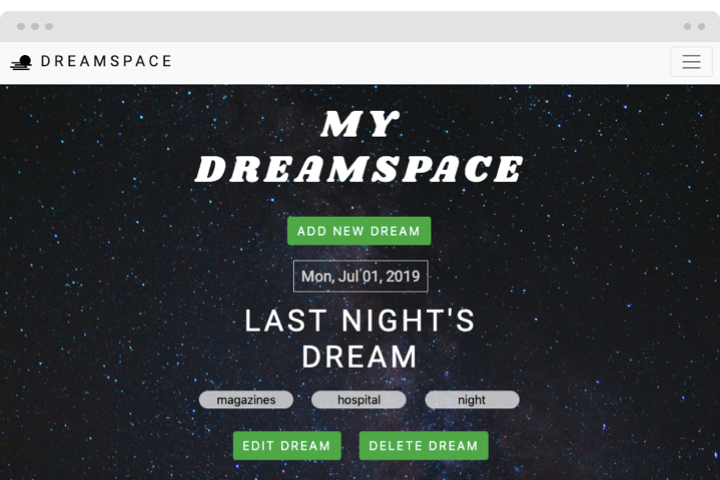 DREAMSPACE
MY
DREAMSPACE
ADD NEW DREAM
Mon, Jul 01, 2019
LAST NIGHT'S
DREAM
magazines hospital night
EDIT DREAM DELETE DREAM